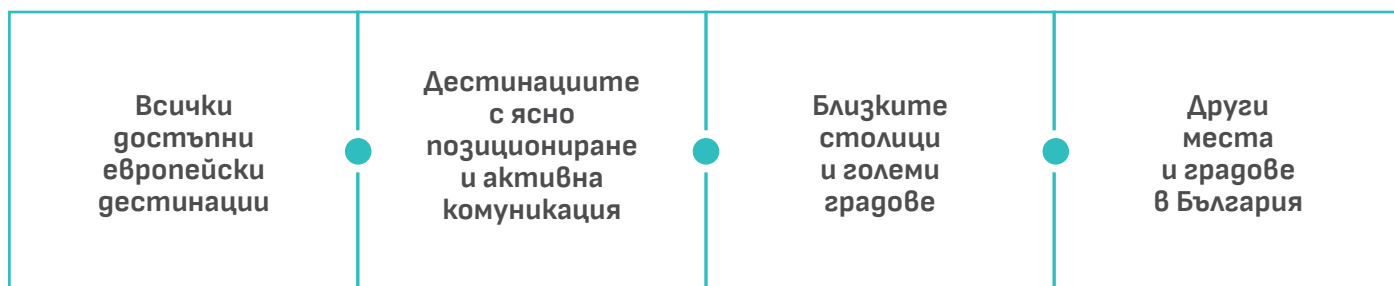 Всички
достъпни
европейски
дестинации
Дестинациите
с ясно
позициониране
и активна
комуникация
Близките
столици
и големи
градове
Други
места
и градове
в България